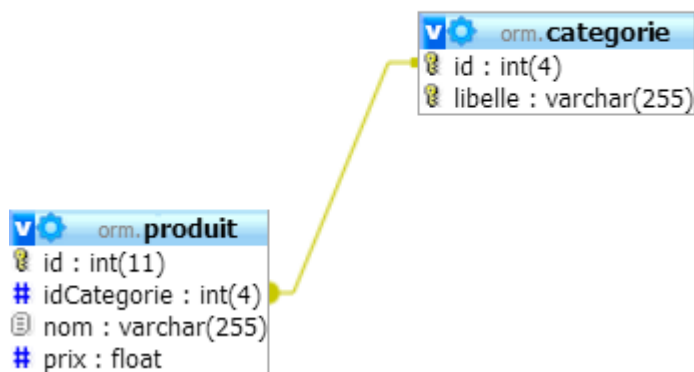 v orm.categorie
id : int(4)
libelle : varchar(255)
v orm.produit
id : int(11)
# idCategorie : int(4)
nom : varchar(255)
# prix : float